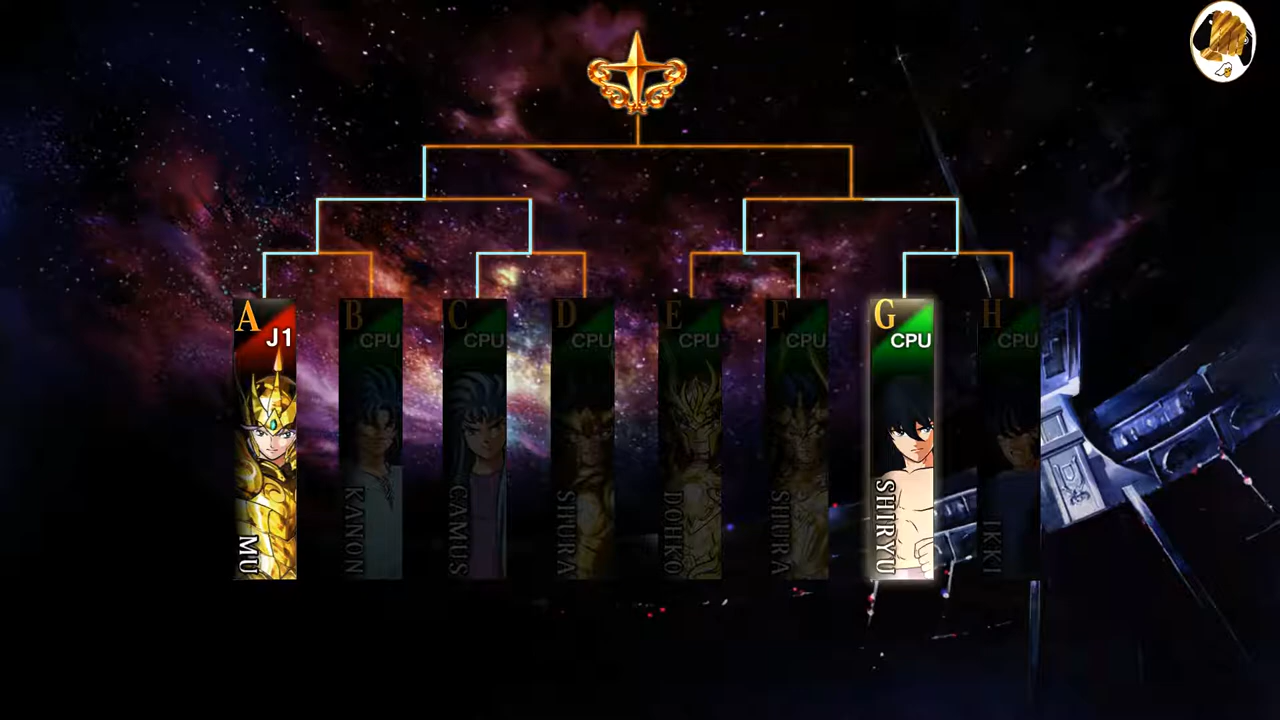 A
J1
MU
B
CPU
KANON
C
CPU
CAMUS
D
CPU
SHURA
E
CPU
DOHKO
F
CPU
SHURA
G
CPU
SHIRYU
H
CPU
IKKI